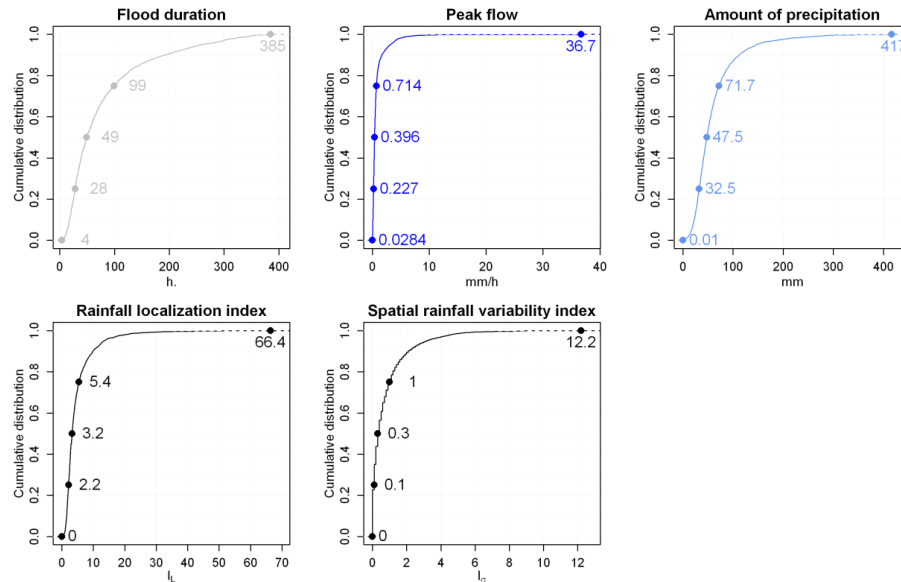 Flood duration
Cumulative distribution
0.0 0.2 0.4 0.6 0.8 1.0
385
99
49
28
4
0 100 200 300 400
h.
Peak flow
Cumulative distribution
0.0 0.2 0.4 0.6 0.8 1.0
36.7
0.714
0.396
0.227
0.0284
0 10 20 30 40
mm/h
Amount of precipitation
Cumulative distribution
0.0 0.2 0.4 0.6 0.8 1.0
417
71.7
47.5
32.5
0.01
0 100 200 300 400
mm
Rainfall localization index
Cumulative distribution
0.0 0.2 0.4 0.6 0.8 1.0
66.4
5.4
3.2
2.2
0
0 10 20 30 40 50 60 70
I_L
Spatial rainfall variability index
Cumulative distribution
0.0 0.2 0.4 0.6 0.8 1.0
12.2
1
0.3
0.1
0
0 2 4 6 8 10 12
I_σ